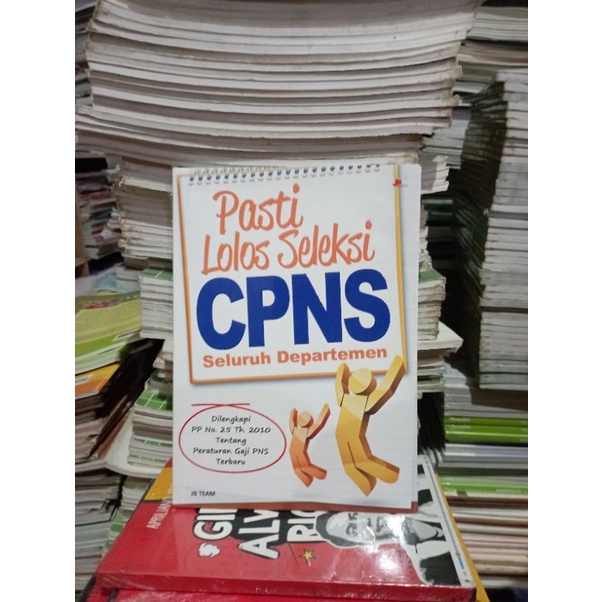 Pasti
Lolos Seleksi
CPNS
Seluruh Departemen
Dilengkapi
PP No. 25 Th. 2010
Tentang
Peraturan Gaji PNS
Terbaru
JB TEAM